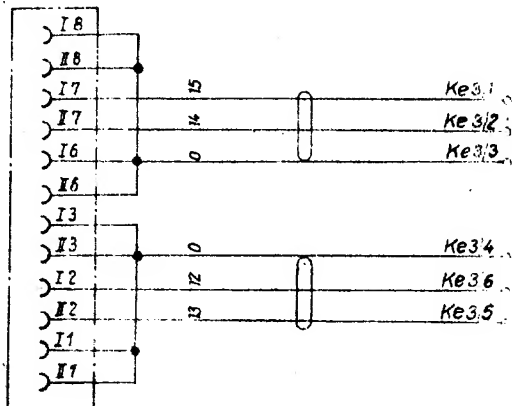 I8
II8
I7 15 Ke3/1
II7 14 Ke3/2
I6 0 Ke3/3
II6
I3
II3 0 Ke3/4
I2 12 Ke3/6
II2 13 Ke3/5
I1
II1